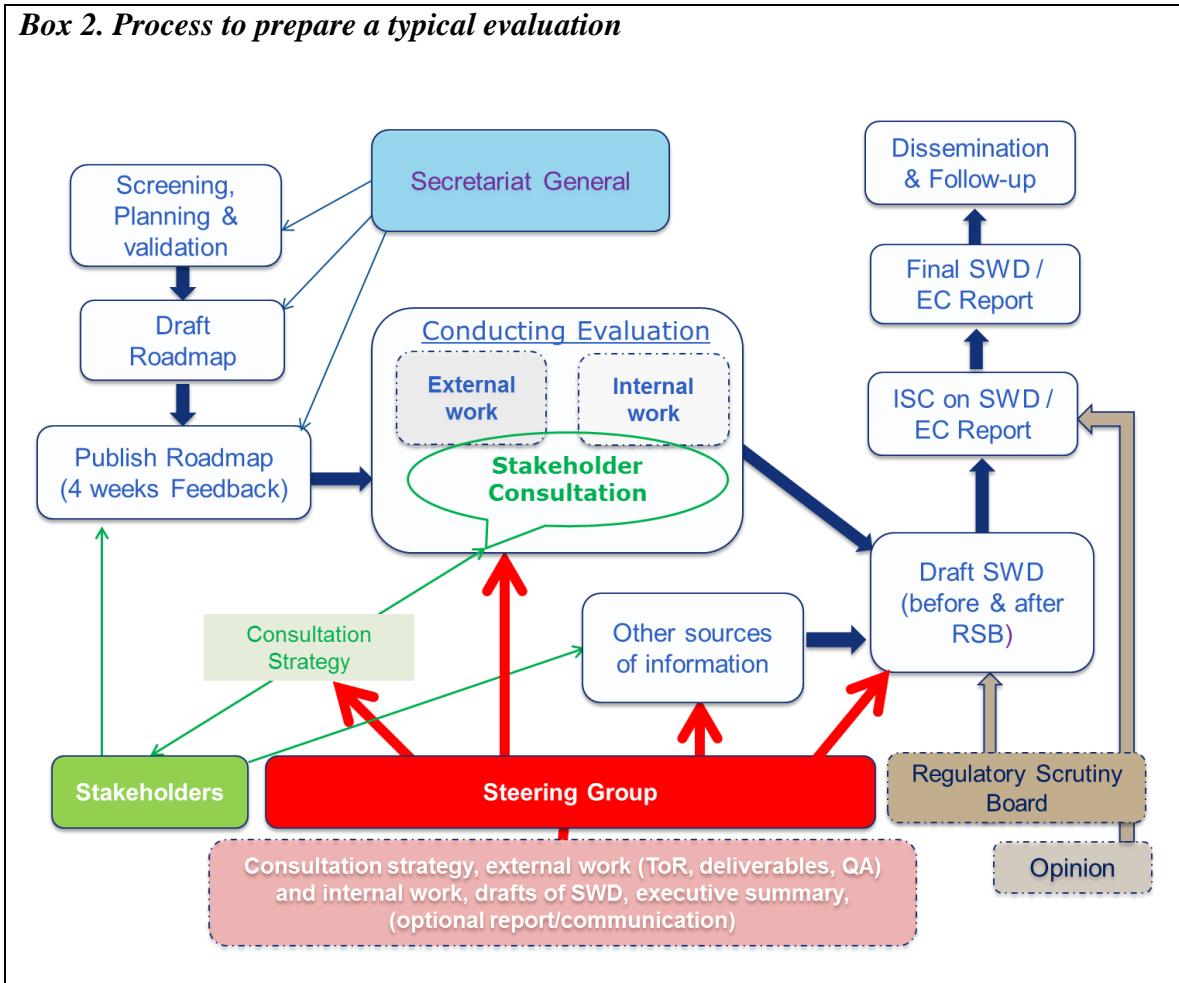 Box 2. Process to prepare a typical evaluation
Screening,
Planning &
validation
Secretariat General
Draft
Roadmap
Publish Roadmap
(4 weeks Feedback)
Conducting Evaluation
External
work
Internal
work
Stakeholder
Consultation
Dissemination
& Follow-up
Final SWD /
EC Report
ISC on SWD /
EC Report
Draft SWD
(before & after
RSB)
Other sources
of information
Consultation
Strategy
Stakeholders
Steering Group
Regulatory Scrutiny
Board
Opinion
Consultation strategy, external work (ToR, deliverables, QA)
and internal work, drafts of SWD, executive summary,
(optional report/communication)